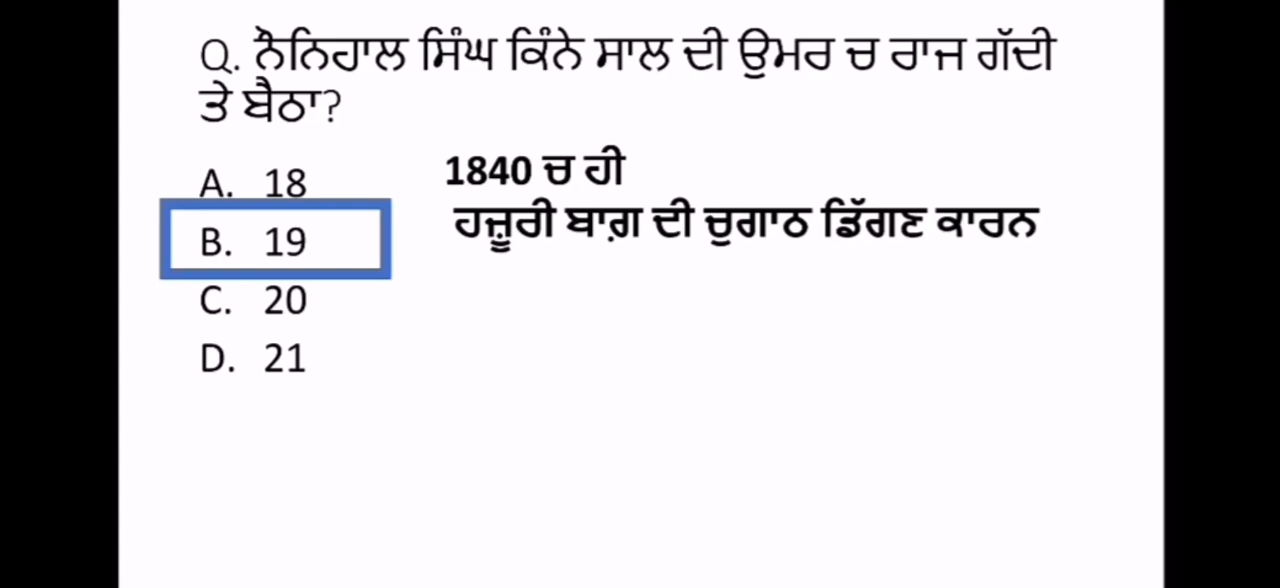 Q. ਨੌਨਿਹਾਲ ਸਿੰਘ ਕਿੰਨੇ ਸਾਲ ਦੀ ਉਮਰ ਚ ਰਾਜ ਗੱਦੀ
ਤੇ ਬੈਠਾ?
A. 18
B. 19
C. 20
D. 21
1840 ਚ ਹੀ
ਹਜ਼ੂਰੀ ਬਾਗ਼ ਦੀ ਚੁਗਾਠ ਡਿੱਗਣ ਕਾਰਨ